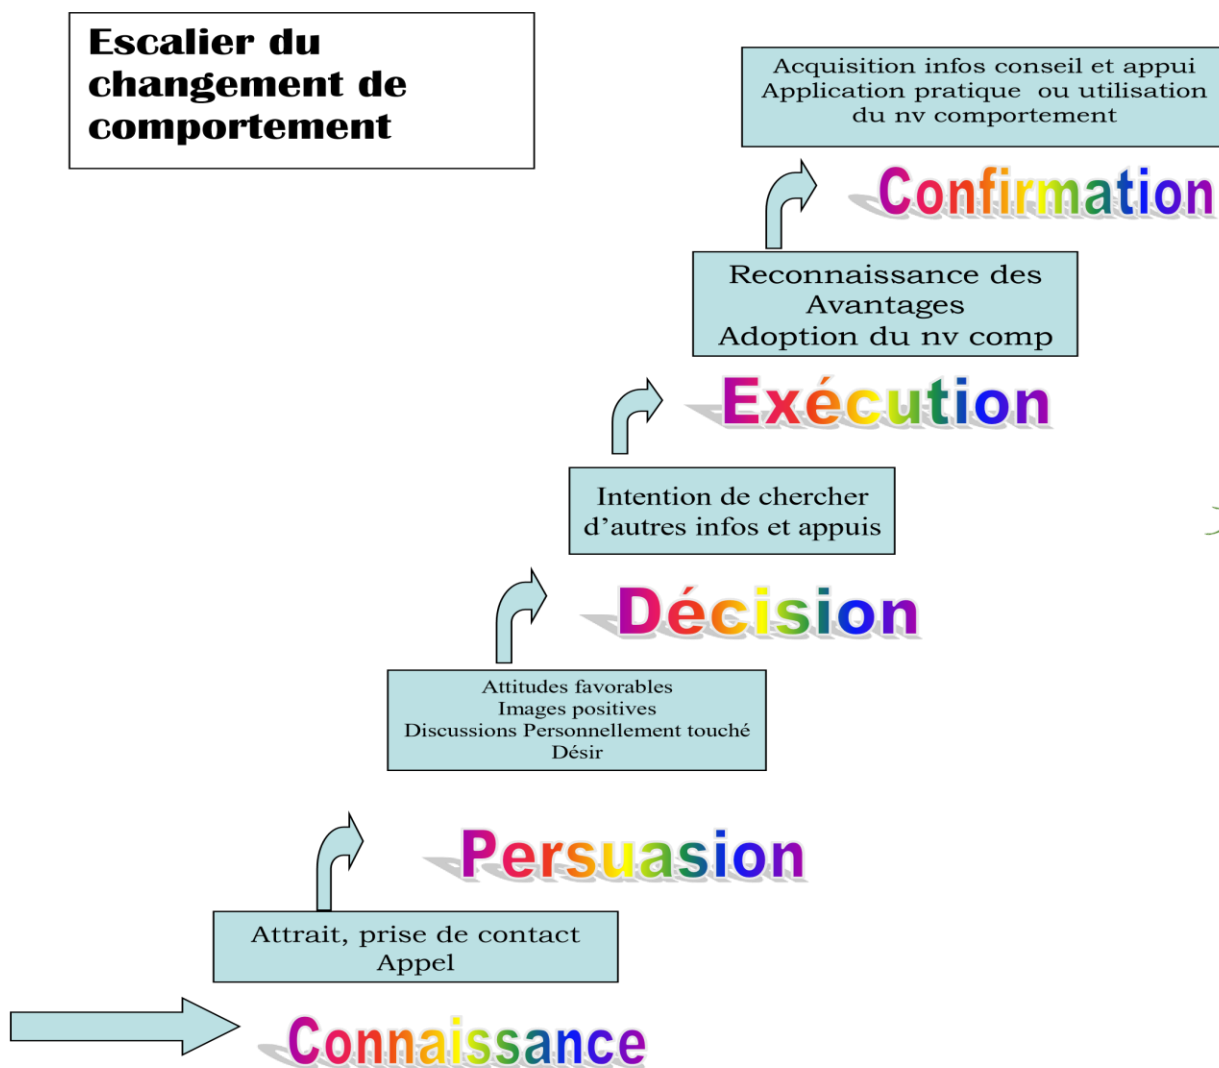 Escalier du
changement de
comportement
Acquisition infos conseil et appui
Application pratique ou utilisation
du nv comportement
Confirmation
Reconnaissance des
Avantages
Adoption du nv comp
Exécution
Intention de chercher
d’autres infos et appuis
Décision
Attitudes favorables
Images positives
Discussions Personnellement touché
Désir
Persuasion
Attrait, prise de contact
Appel
Connaissance